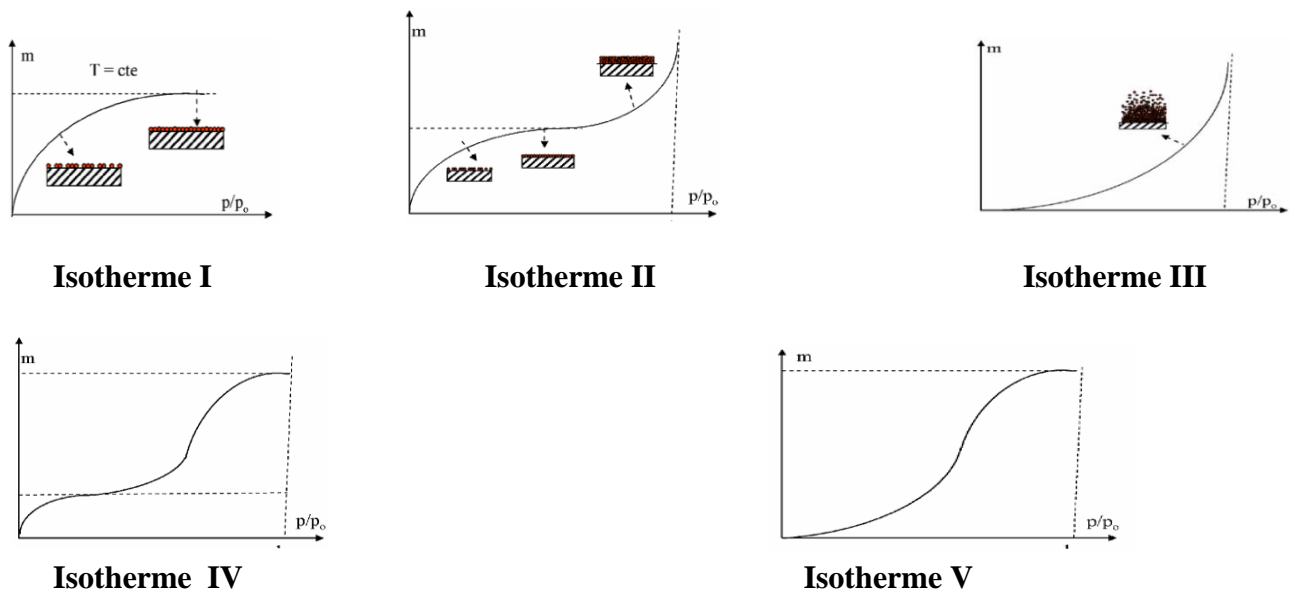 m
T = cte
p/p₀
Isotherme I
m
p/p₀
Isotherme II
m
p/p₀
Isotherme III
m
p/p₀
Isotherme IV
m
p/p₀
Isotherme V